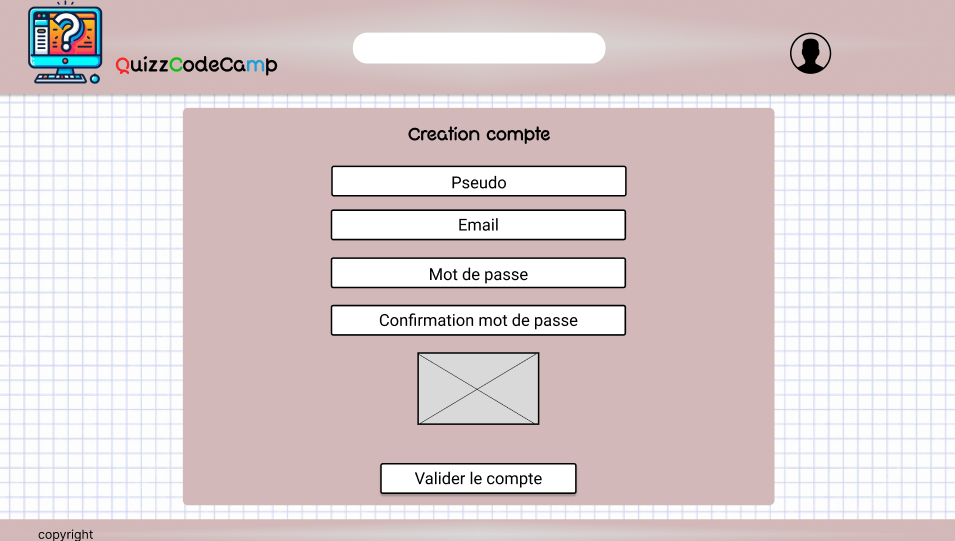 ?
QuizzCodeCamp
Creation compte
Pseudo
Email
Mot de passe
Confirmation mot de passe
Valider le compte
copyright